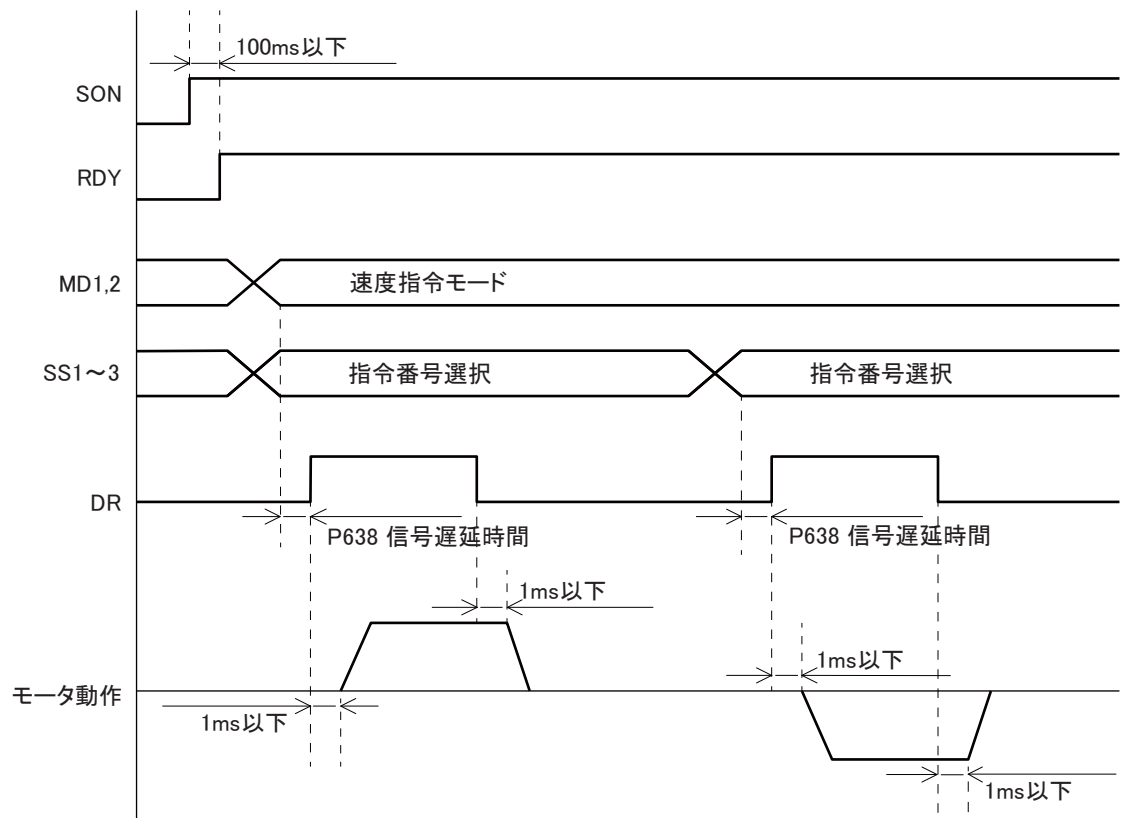 100ms以下
SON
RDY
MD1,2
速度指令モード
SS1～3
指令番号選択
指令番号選択
DR
P638 信号遅延時間
P638 信号遅延時間
1ms以下
1ms以下
モータ動作
1ms以下
1ms以下